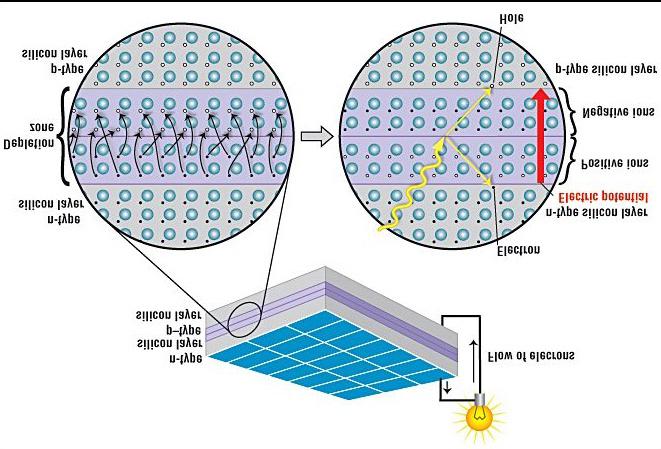 Flow of elecrons
n-type
silicon layer
p-type
silicon layer
Electron
n-type
silicon layer
n-type silicon layer
Electric potential
Positive ions
Depletion
zone
Negative ions
p-type
silicon layer
p-type silicon layer
Hole